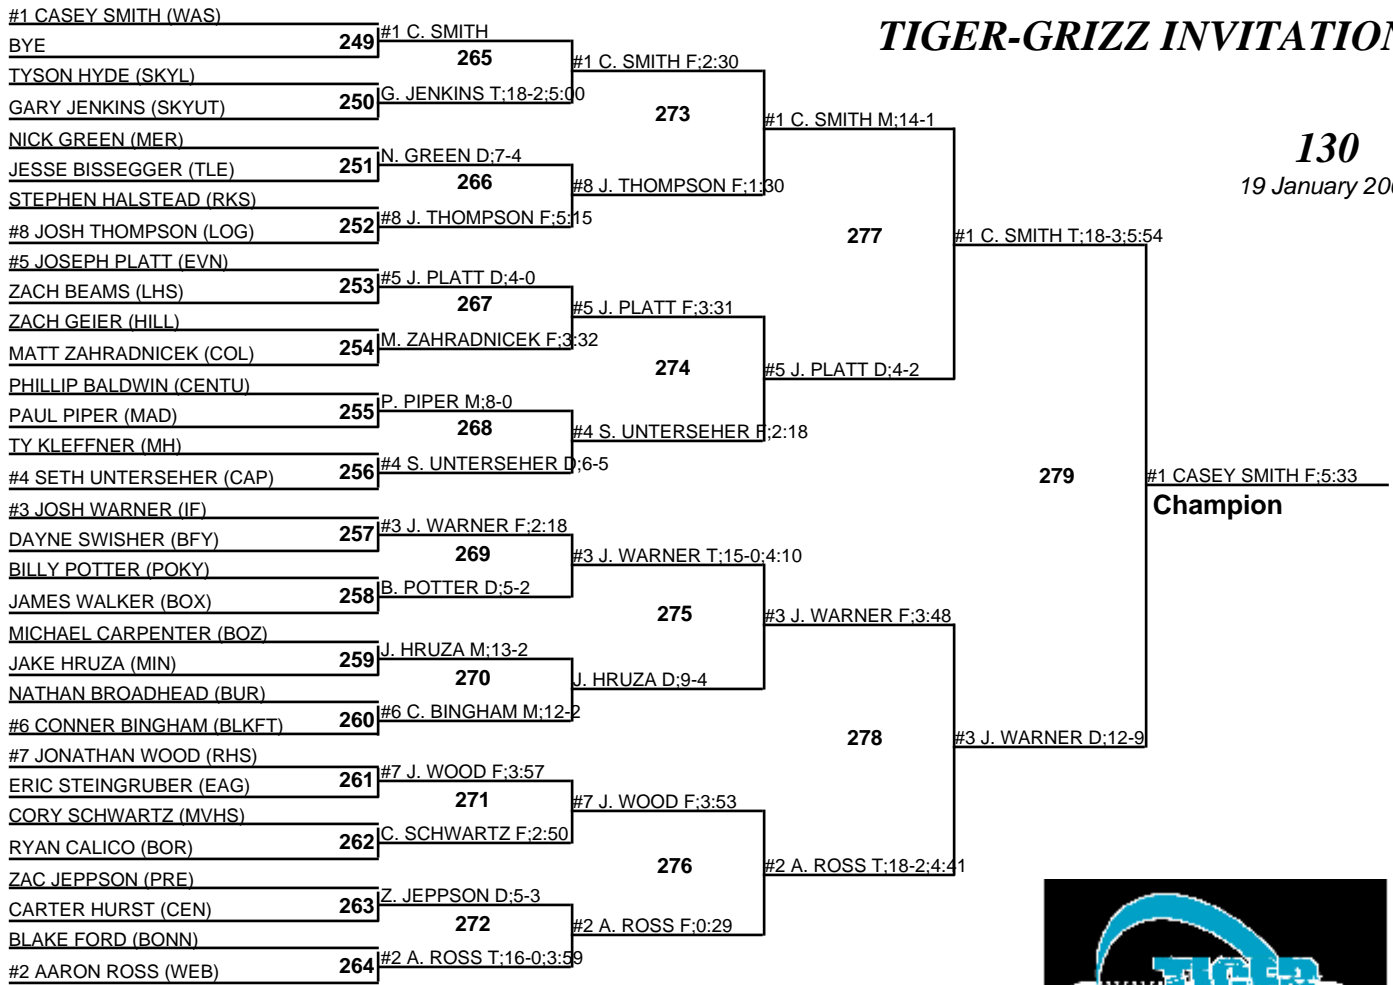 TIGER-GRIZZ INVITATION
130
19 January 200
#1 CASEY SMITH (WAS)
BYE
TYSON HYDE (SKYL)
GARY JENKINS (SKYUT)
NICK GREEN (MER)
JESSE BISSEGGER (TLE)
STEPHEN HALSTEAD (RKS)
#8 JOSH THOMPSON (LOG)
#5 JOSEPH PLATT (EVN)
ZACH BEAMS (LHS)
ZACH GEIER (HILL)
MATT ZAHRADNICEK (COL)
PHILLIP BALDWIN (CENTU)
PAUL PIPER (MAD)
TY KLEFFNER (MH)
#4 SETH UNTERSEHER (CAP)
#3 JOSH WARNER (IF)
DAYNE SWISHER (BFY)
BILLY POTTER (POKY)
JAMES WALKER (BOX)
MICHAEL CARPENTER (BOZ)
JAKE HRUZA (MIN)
NATHAN BROADHEAD (BUR)
#6 CONNER BINGHAM (BLKFT)
#7 JONATHAN WOOD (RHS)
ERIC STEINGRUBER (EAG)
CORY SCHWARTZ (MVHS)
RYAN CALICO (BOR)
ZAC JEPPSON (PRE)
CARTER HURST (CEN)
BLAKE FORD (BONN)
#2 AARON ROSS (WEB)
249
250
251
252
253
254
255
256
257
258
259
260
261
262
263
264
#1 C. SMITH
G. JENKINS T;18-2;5:00
N. GREEN D;7-4
#8 J. THOMPSON F;5:15
#5 J. PLATT D;4-0
M. ZAHRADNICEK F;3:32
P. PIPER M;8-0
#4 S. UNTERSEHER D;6-5
#3 J. WARNER F;2:18
B. POTTER D;5-2
J. HRUZA M;13-2
#6 C. BINGHAM M;12-2
#7 J. WOOD F;3:57
C. SCHWARTZ F;2:50
Z. JEPPSON D;5-3
#2 A. ROSS T;16-0;3:59
265
266
267
268
269
270
271
272
#1 C. SMITH F;2:30
#8 J. THOMPSON F;1:30
#5 J. PLATT F;3:31
#4 S. UNTERSEHER F;2:18
#3 J. WARNER T;15-0;4:10
J. HRUZA D;9-4
#7 J. WOOD F;3:53
#2 A. ROSS F;0:29
273
274
275
276
#1 C. SMITH M;14-1
#5 J. PLATT D;4-2
#3 J. WARNER F;3:48
#2 A. ROSS T;18-2;4:41
277
278
#1 C. SMITH T;18-3;5:54
#3 J. WARNER D;12-9
279
#1 CASEY SMITH F;5:33
Champion
TIGER